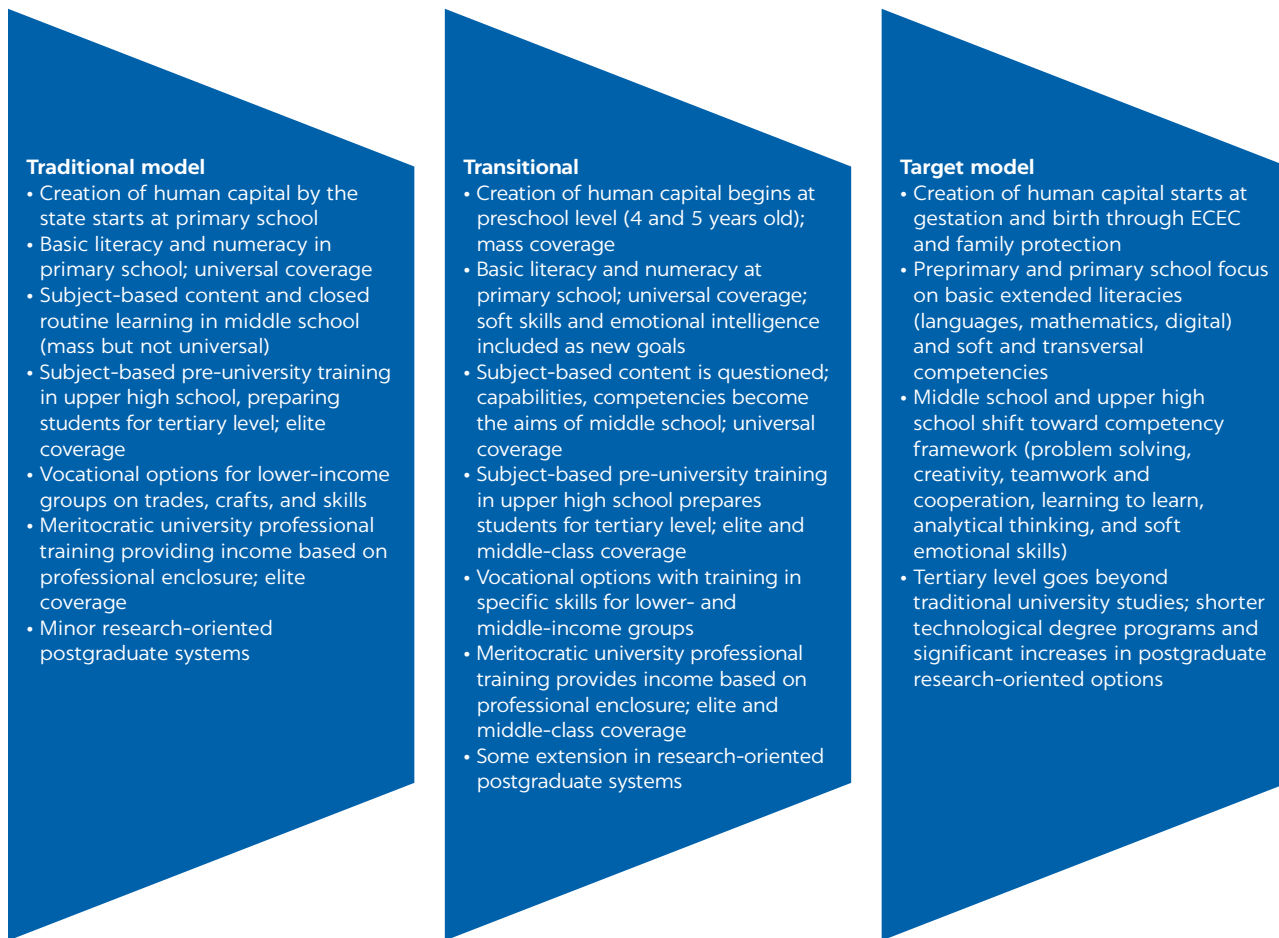 Traditional model
• Creation of human capital by the
state starts at primary school
• Basic literacy and numeracy in
primary school; universal coverage
• Subject-based content and closed
routine learning in middle school
(mass but not universal)
• Subject-based pre-university training
in upper high school, preparing
students for tertiary level; elite
coverage
• Vocational options for lower-income
groups on trades, crafts, and skills
• Meritocratic university professional
training providing income based on
professional enclosure; elite
coverage
• Minor research-oriented
postgraduate systems
Transitional
• Creation of human capital begins at
preschool level (4 and 5 years old);
mass coverage
• Basic literacy and numeracy at
primary school; universal coverage;
soft skills and emotional intelligence
included as new goals
• Subject-based content is questioned;
capabilities, competencies become
the aims of middle school; universal
coverage
• Subject-based pre-university training
in upper high school prepares
students for tertiary level; elite and
middle-class coverage
• Vocational options with training in
specific skills for lower- and
middle-income groups
• Meritocratic university professional
training provides income based on
professional enclosure; elite and
middle-class coverage
• Some extension in research-oriented
postgraduate systems
Target model
• Creation of human capital starts at
gestation and birth through ECEC
and family protection
• Preprimary and primary school focus
on basic extended literacies
(languages, mathematics, digital)
and soft and transversal
competencies
• Middle school and upper high
school shift toward competency
framework (problem solving,
creativity, teamwork and
cooperation, learning to learn,
analytical thinking, and soft
emotional skills)
• Tertiary level goes beyond
traditional university studies; shorter
technological degree programs and
significant increases in postgraduate
research-oriented options